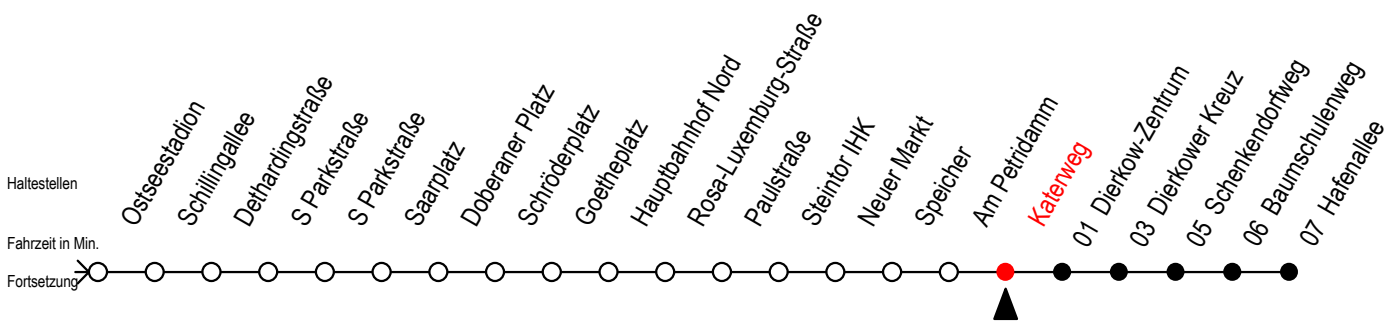 Haltestellen
Ostseestadion
Schillingallee
Dethardingstraße
S Parkstraße
S Parkstraße
Saarplatz
Doberaner Platz
Schröderplatz
Goetheplatz
Hauptbahnhof Nord
Rosa-Luxemburg-Straße
Paulstraße
Steintor IHK
Neuer Markt
Speicher
Am Petridamm
Katerweg
01 Dierkow-Zentrum
03 Dierkower Kreuz
05 Schenkendorfweg
06 Baumschulenweg
07 Hafenallee
Fahrzeit in Min.
Fortsetzung